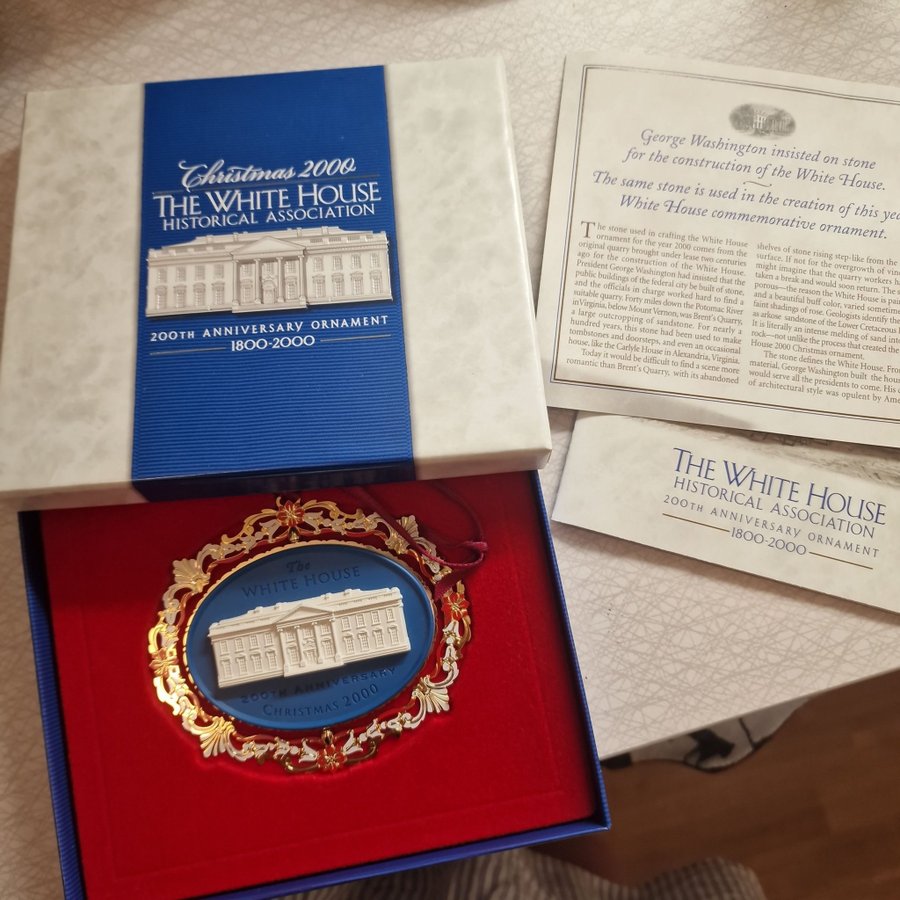 Christmas 2000
THE WHITE HOUSE
HISTORICAL ASSOCIATION
200TH ANNIVERSARY ORNAMENT
1800-2000
George Washington insisted on stone
for the construction of the White House.
The same stone is used in the creation of this yea
White House commemorative ornament.
The stone used in crafting the White House
ornament for the year 2000 comes from the
original quarry brought under lease two centuries
ago for the construction of the White House.
President George Washington had insisted that the
public buildings of the federal city be built of stone,
and the officials in charge worked hard to find a
suitable quarry. Forty miles down the Potomac River
in Virginia, below Mount Vernon, was Brent's Quarry,
a large outcropping of sandstone. For nearly a
hundred years, this stone had been used to make
tombstones and doorsteps, and even an occasional
house, like the Carlyle House in Alexandria, Virginia.
Today it would be difficult to find a scene more
romantic than Brent's Quarry, with its abandoned
shelves of stone rising step-like from the
surface. If not for the overgrowth of vin
might imagine that the quarry workers ha
taken a break and would soon return. The s
porous—the reason the White House is pai
and a beautiful buff color, varied sometim
faint shadings of rose. Geologists identify th
as arkose sandstone of the Lower Cretaceous
It is literally an intense melding of sand int
rock—not unlike the process that created the
House 2000 Christmas ornament.
The stone defines the White House. Fro
material, George Washington built the hous
would serve all the presidents to come. His c
of architectural style was opulent by Ame
THE WHITE HOUSE
HISTORICAL ASSOCIATION
200TH ANNIVERSARY ORNAMENT
1800-2000
The
WHITE HOUSE
200TH ANNIVERSARY
CHRISTMAS 2000